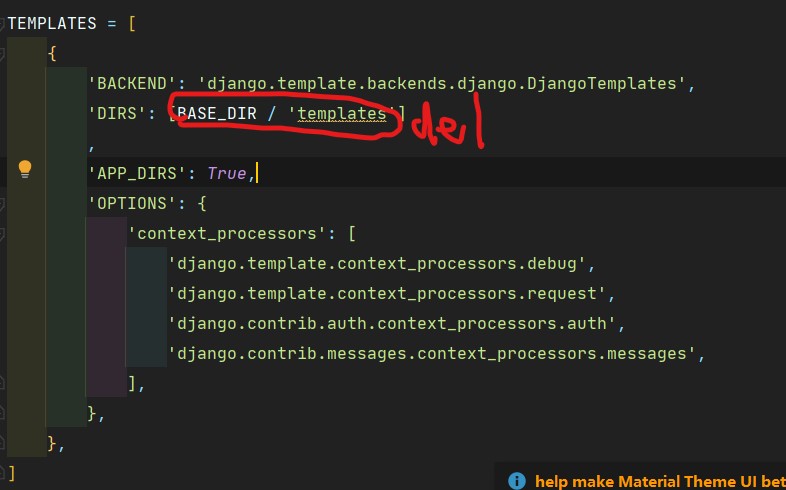 TEMPLATES = [
{
'BACKEND': 'django.template.backends.django.DjangoTemplates',
'DIRS': [BASE_DIR / 'templates'] del
,
'APP_DIRS': True,
'OPTIONS': {
'context_processors': [
'django.template.context_processors.debug',
'django.template.context_processors.request',
'django.contrib.auth.context_processors.auth',
'django.contrib.messages.context_processors.messages',
],
},
},
]
help make Material Theme UI bet